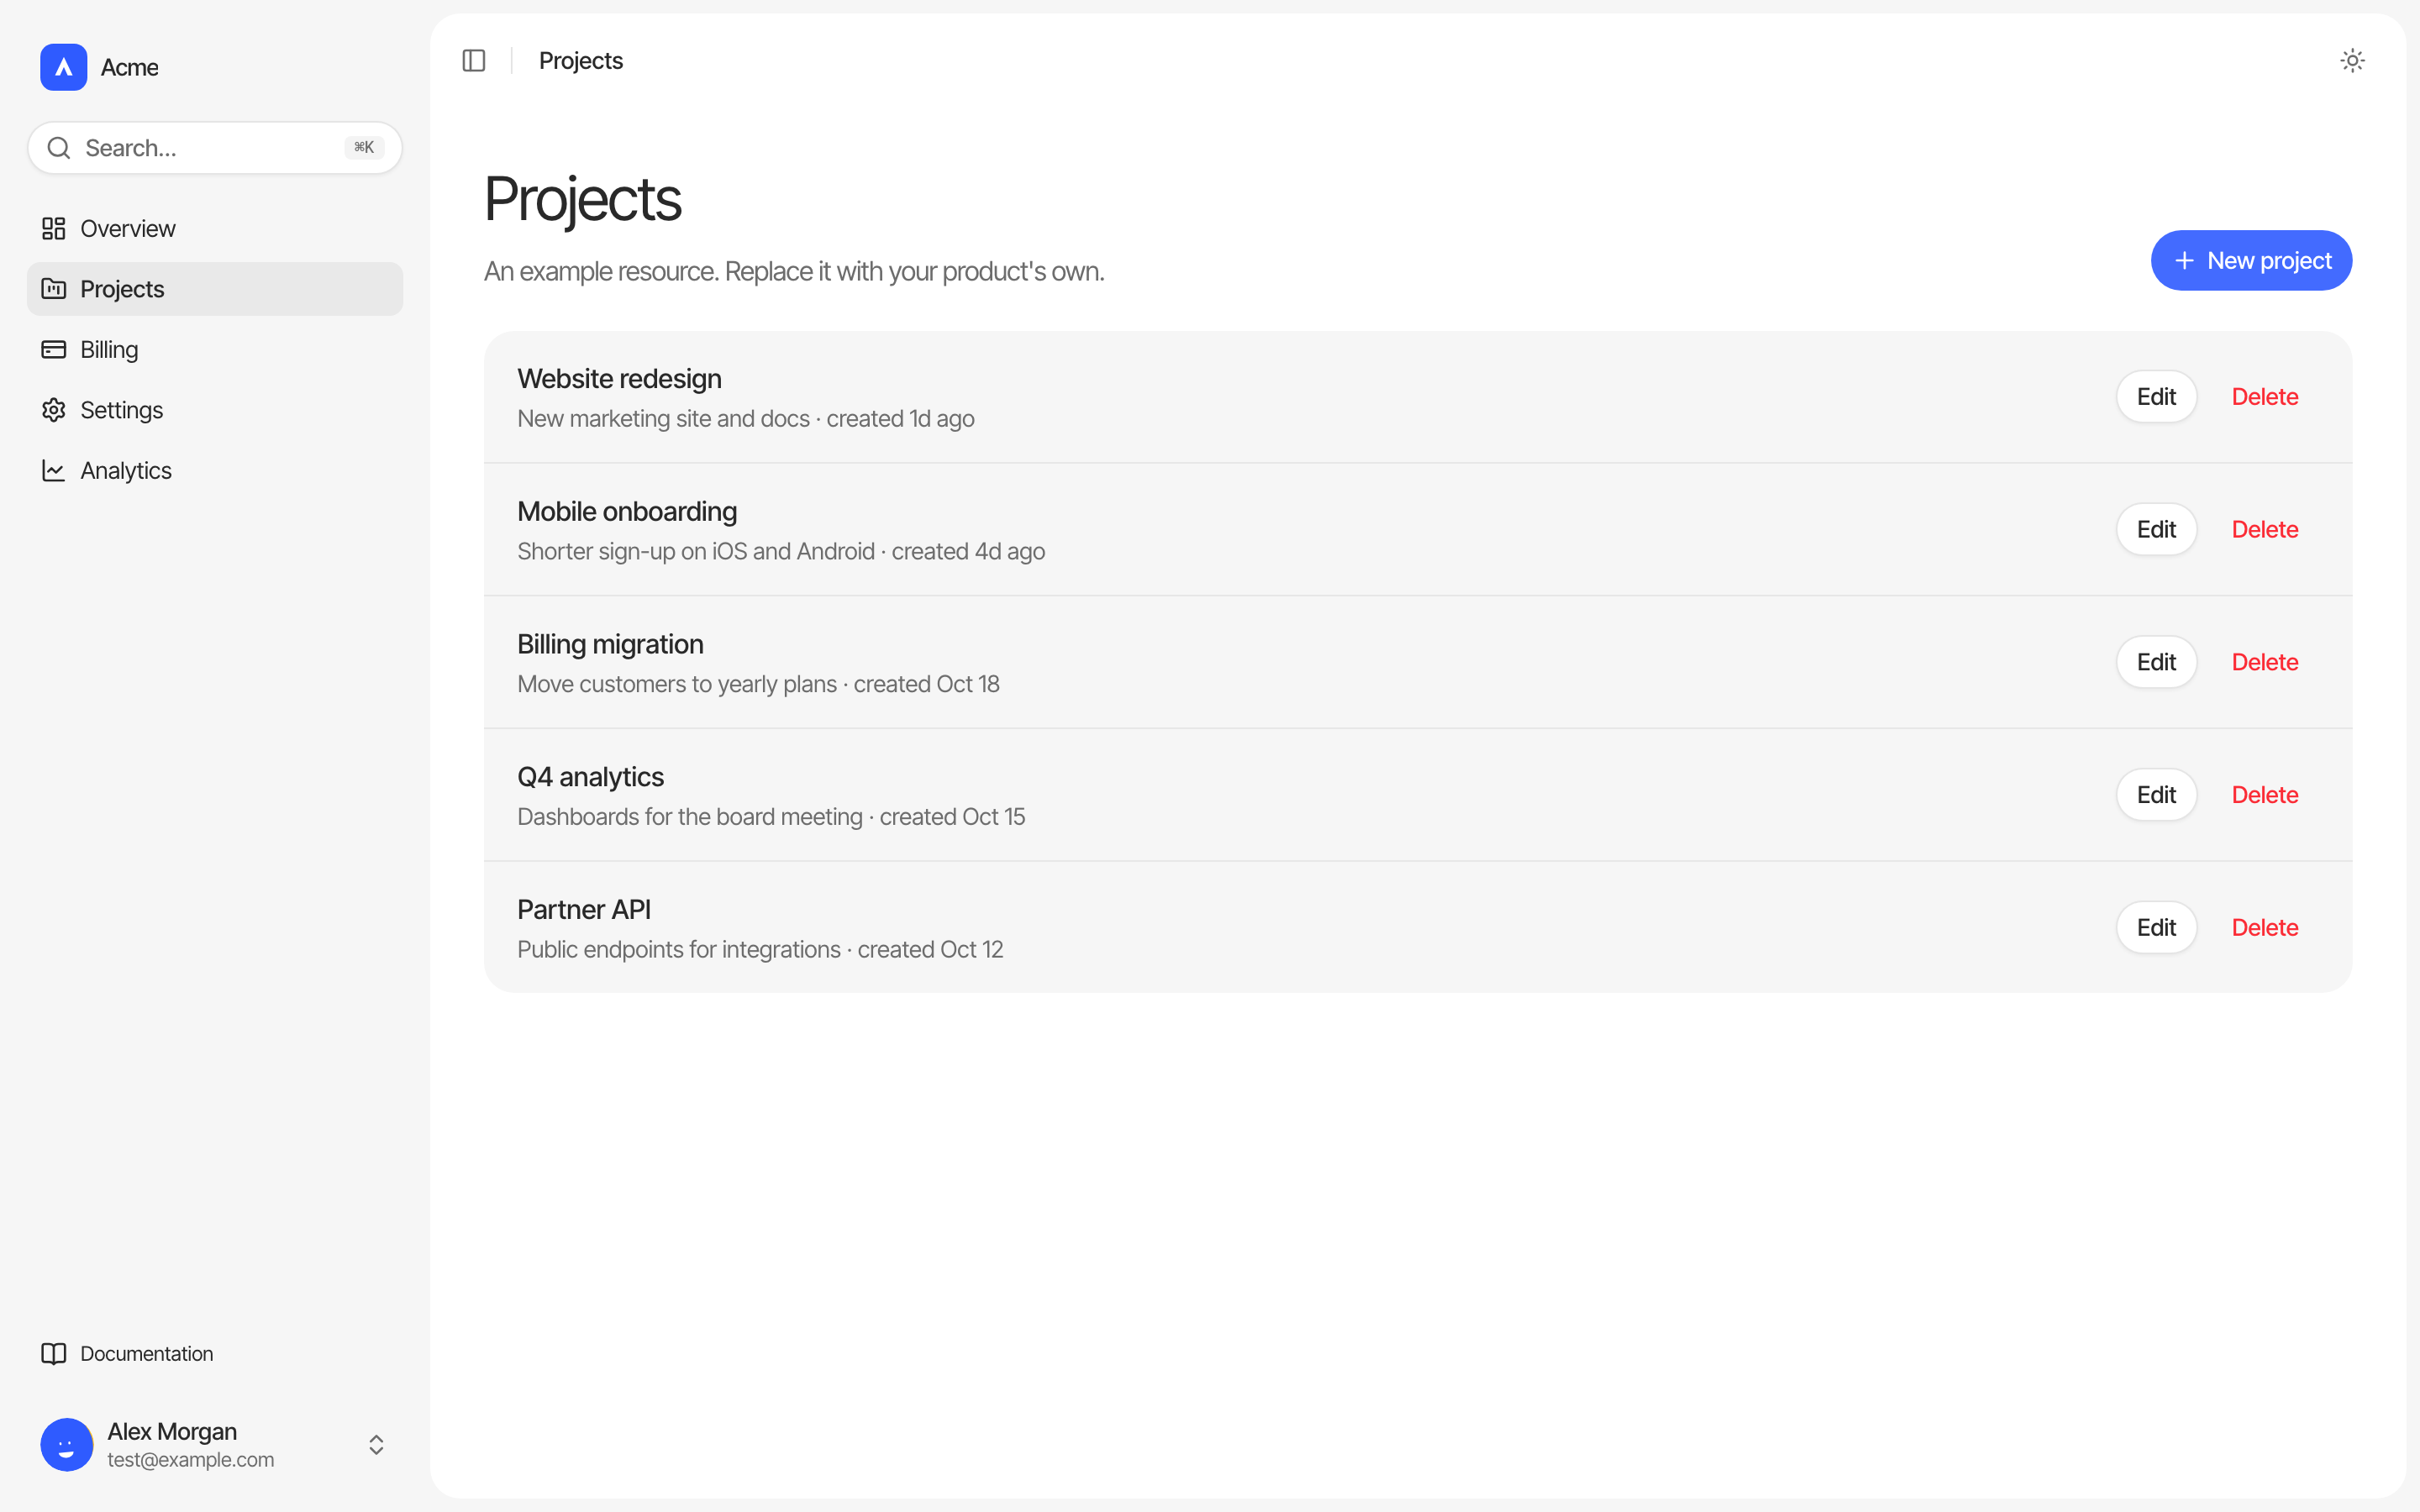 Acme
Search...
⌘K
Overview
Projects
Billing
Settings
Analytics
Documentation
Alex Morgan
test@example.com
Projects
Projects
An example resource. Replace it with your product's own.
New project
Website redesign
New marketing site and docs · created 1d ago
Edit
Delete
Mobile onboarding
Shorter sign-up on iOS and Android · created 4d ago
Edit
Delete
Billing migration
Move customers to yearly plans · created Oct 18
Edit
Delete
Q4 analytics
Dashboards for the board meeting · created Oct 15
Edit
Delete
Partner API
Public endpoints for integrations · created Oct 12
Edit
Delete